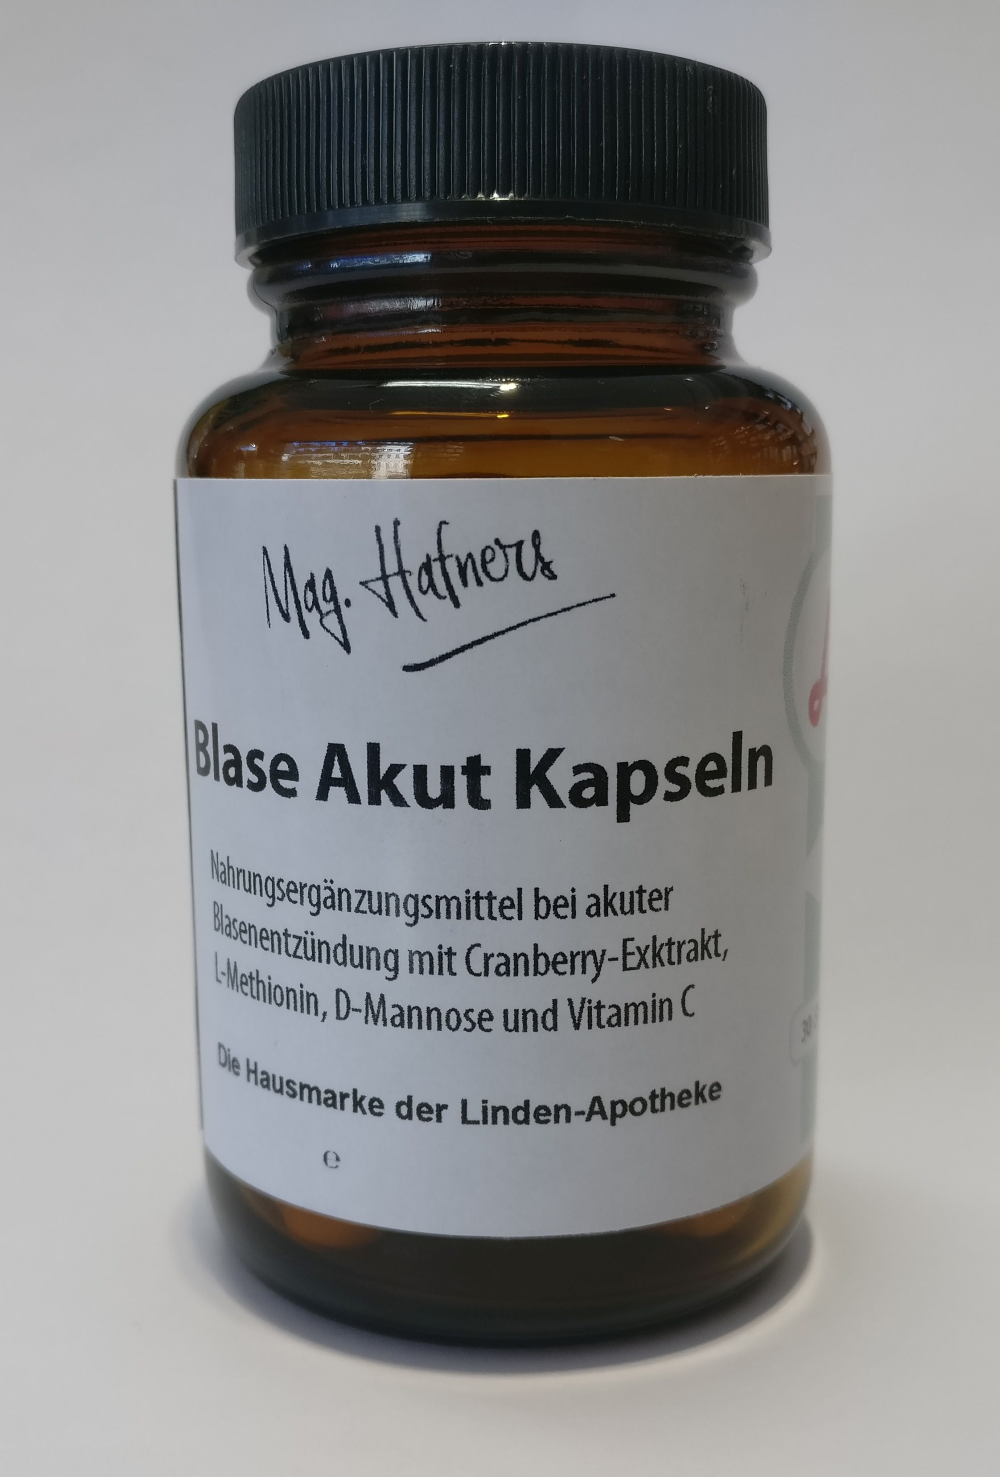 Mag. Hafners
Blase Akut Kapseln
Nahrungsergänzungsmittel bei akuter
Blasenentzündung mit Cranberry-Exktrakt,
L-Methionin, D-Mannose und Vitamin C
Die Hausmarke der Linden-Apotheke
℮